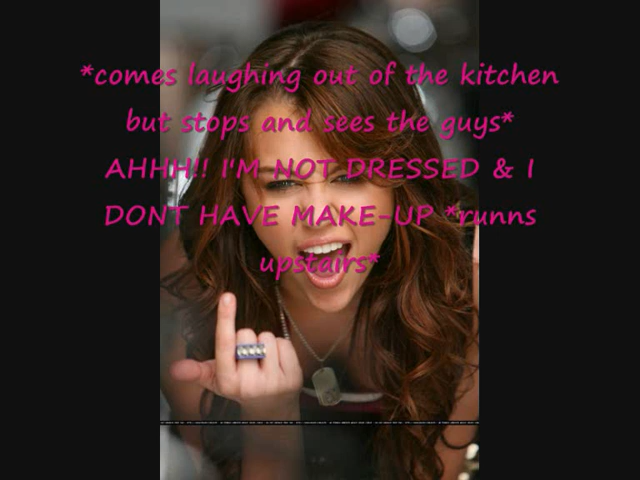 *comes laughing out of the kitchen
but stops and sees the guys*
AHHH!! I'M NOT DRESSED & I
DONT HAVE MAKE-UP *runns
upstairs*